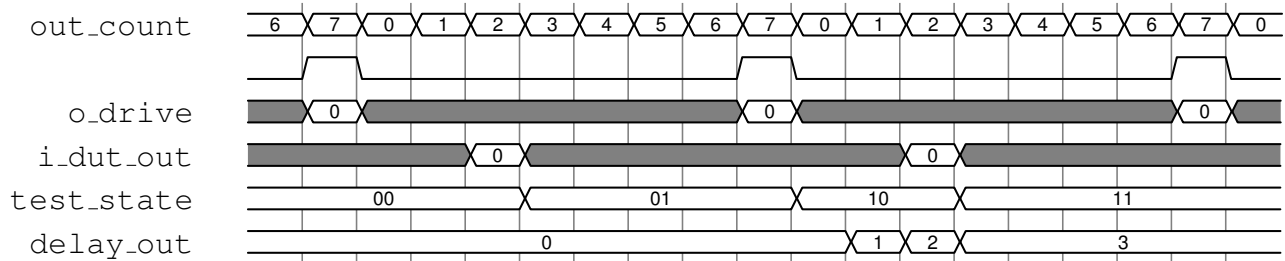 out_count 6 7 0 1 2 3 4 5 6 7 0 1 2 3 4 5 6 7 0
o_drive 0 0 0
i_dut_out 0 0
test_state 00 01 10 11
delay_out 0 1 2 3